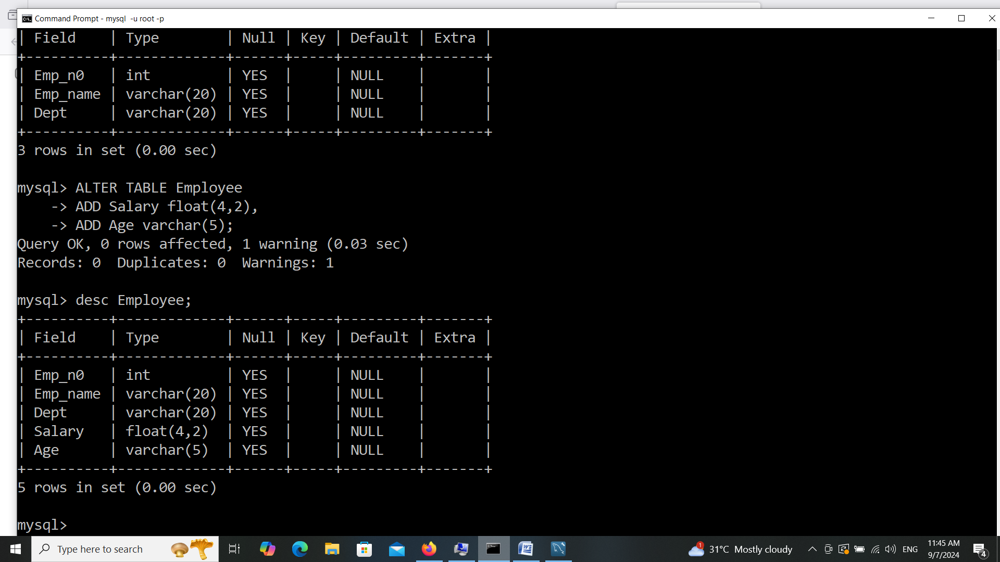 Command Prompt - mysql  -u root -p
| Field     | Type        | Null | Key | Default | Extra |
+----------+-------------+------+-----+---------+-------+
| Emp_n0   | int         | YES  |     | NULL    |       |
| Emp_name | varchar(20) | YES  |     | NULL    |       |
| Dept     | varchar(20) | YES  |     | NULL    |       |
+----------+-------------+------+-----+---------+-------+
3 rows in set (0.00 sec)
mysql> ALTER TABLE Employee
    -> ADD Salary float(4,2),
    -> ADD Age varchar(5);
Query OK, 0 rows affected, 1 warning (0.03 sec)
Records: 0  Duplicates: 0  Warnings: 1
mysql> desc Employee;
+----------+-------------+------+-----+---------+-------+
| Field    | Type        | Null | Key | Default | Extra |
+----------+-------------+------+-----+---------+-------+
| Emp_n0   | int         | YES  |     | NULL    |       |
| Emp_name | varchar(20) | YES  |     | NULL    |       |
| Dept     | varchar(20) | YES  |     | NULL    |       |
| Salary   | float(4,2)  | YES  |     | NULL    |       |
| Age      | varchar(5)  | YES  |     | NULL    |       |
+----------+-------------+------+-----+---------+-------+
5 rows in set (0.00 sec)
mysql>
Type here to search
1
31°C  Mostly cloudy
ENG
11:45 AM
9/7/2024
4